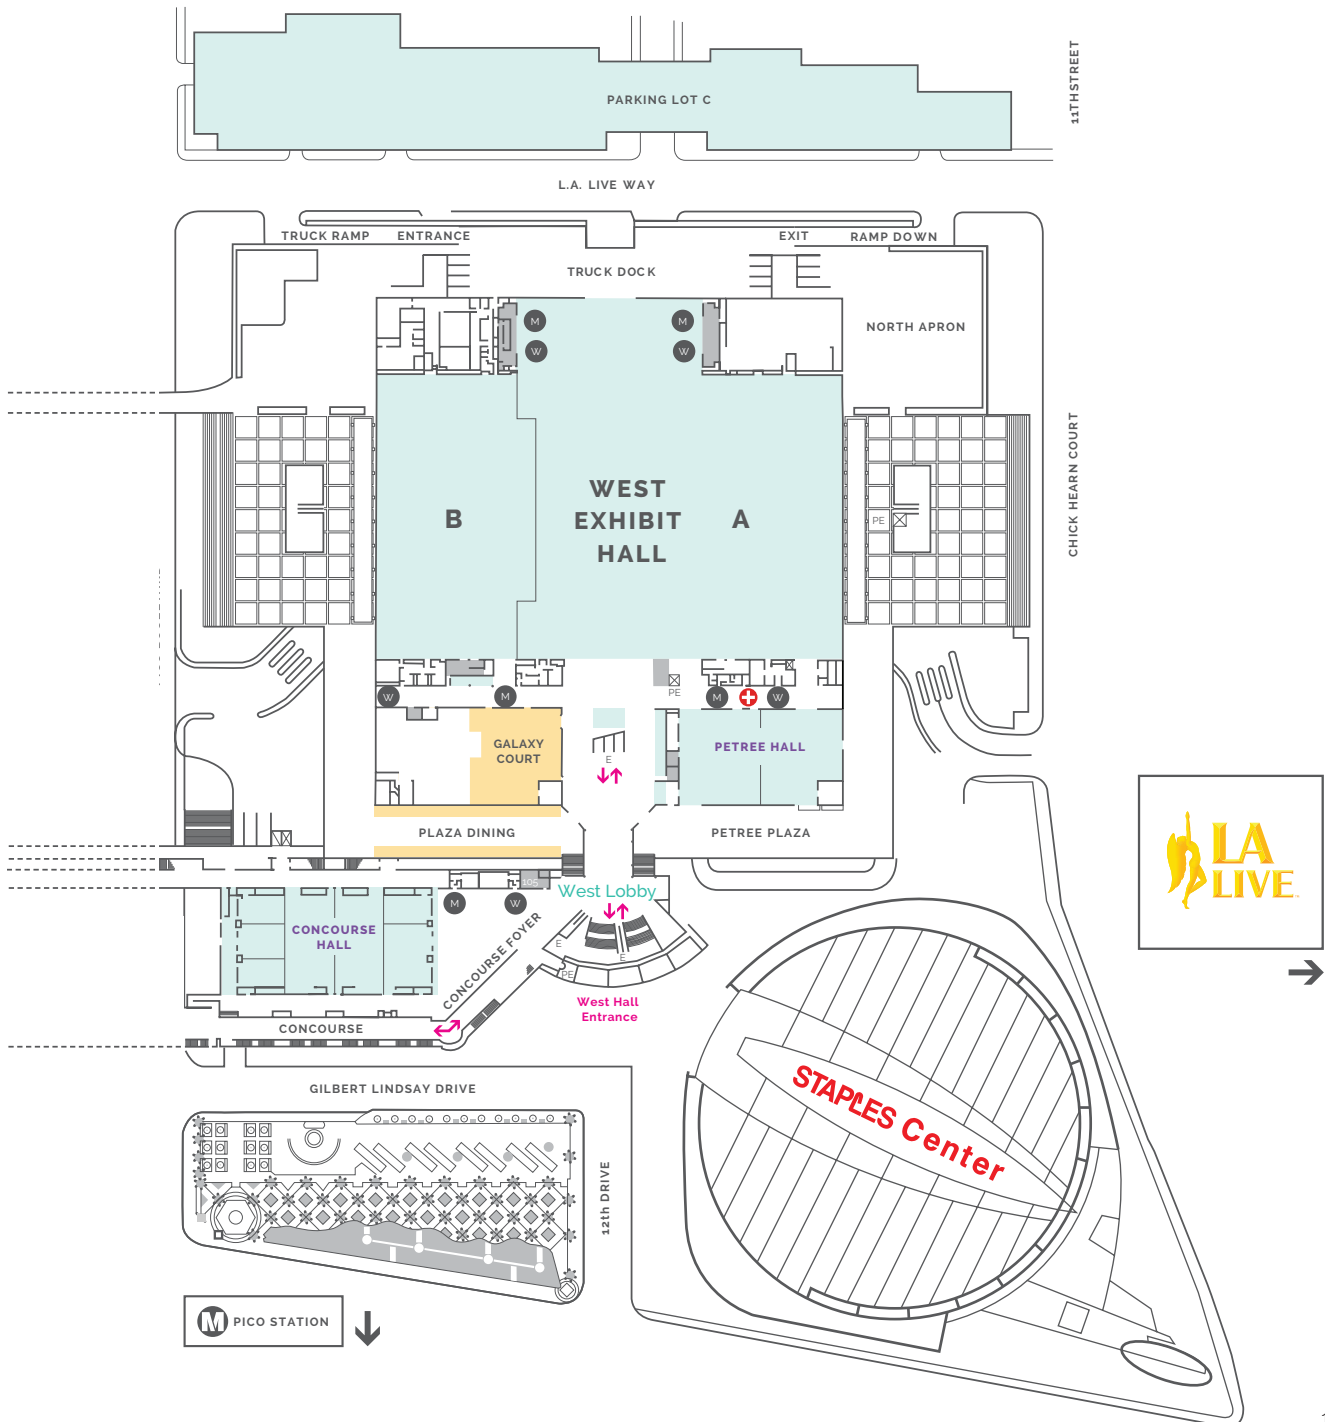 PARKING LOT C
11TH STREET
L.A. LIVE WAY
TRUCK RAMP
ENTRANCE
EXIT
RAMP DOWN
TRUCK DOCK
M
M
W
W
NORTH APRON
CHICK HEARN COURT
WEST
EXHIBIT
HALL
B
A
PE
PE
W
M
M
W
GALAXY
COURT
PETREE HALL
E
PLAZA DINING
PETREE PLAZA
105
West Lobby
M
W
CONCOURSE
HALL
CONCOURSE FOYER
E
E
PE
West Hall
Entrance
CONCOURSE
LA
LIVE
GILBERT LINDSAY DRIVE
12th DRIVE
STAPLES Center
M PICO STATION